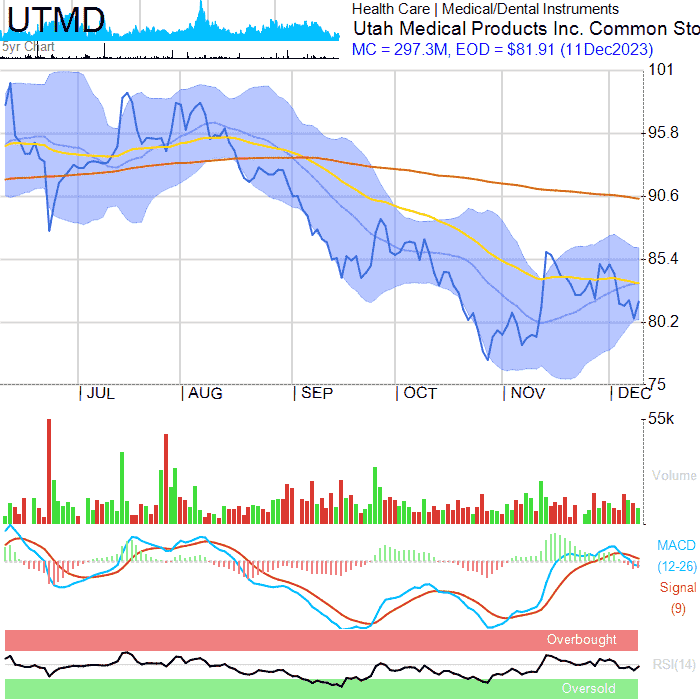 UTMD
5yr Chart
Health Care | Medical/Dental Instruments
Utah Medical Products Inc. Common Sto
MC = 297.3M, EOD = $81.91 (11Dec2023)
101
95.8
90.6
85.4
80.2
75
JUL
AUG
SEP
OCT
NOV
DEC
55k
Volume
MACD
(12-26)
Signal
(9)
Overbought
RSI(14)
Oversold